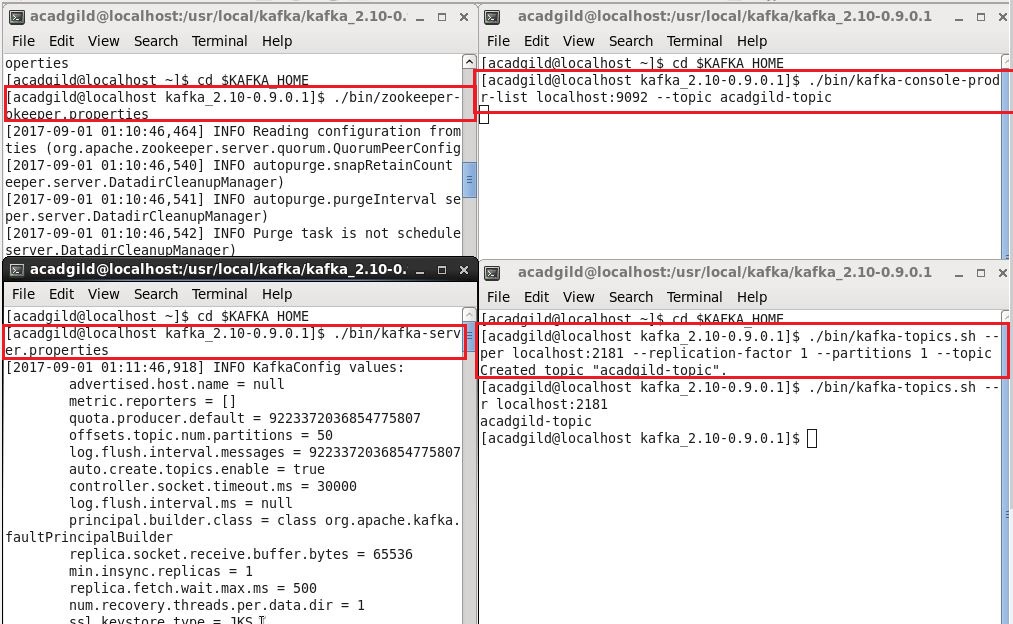 acadgild@localhost:/usr/local/kafka/kafka_2.10-0.
File Edit View Search Terminal Help
operties
[acadgild@localhost ~]$ cd $KAFKA_HOME
[acadgild@localhost kafka_2.10-0.9.0.1]$ ./bin/zookeeper-
okeeper.properties
[2017-09-01 01:10:46,464] INFO Reading configuration from
ties (org.apache.zookeeper.server.quorum.QuorumPeerConfig
[2017-09-01 01:10:46,540] INFO autopurge.snapRetainCount
eeper.server.DatadirCleanupManager)
[2017-09-01 01:10:46,541] INFO autopurge.purgeInterval se
per.server.DatadirCleanupManager)
[2017-09-01 01:10:46,542] INFO Purge task is not schedule
server.DatadirCleanupManager)
acadgild@localhost:/usr/local/kafka/kafka_2.10-0.9.0.1
File Edit View Search Terminal Help
[acadgild@localhost ~]$ cd $KAFKA_HOME
[acadgild@localhost kafka_2.10-0.9.0.1]$ ./bin/kafka-console-prod
r-list localhost:9092 --topic acadgild-topic
acadgild@localhost:/usr/local/kafka/kafka_2.10-0.
File Edit View Search Terminal Help
[acadgild@localhost ~]$ cd $KAFKA_HOME
[acadgild@localhost kafka_2.10-0.9.0.1]$ ./bin/kafka-serv
er.properties
[2017-09-01 01:11:46,918] INFO KafkaConfig values:
advertised.host.name = null
metric.reporters = []
quota.producer.default = 9223372036854775807
offsets.topic.num.partitions = 50
log.flush.interval.messages = 9223372036854775807
auto.create.topics.enable = true
controller.socket.timeout.ms = 30000
log.flush.interval.ms = null
principal.builder.class = class org.apache.kafka.
faultPrincipalBuilder
replica.socket.receive.buffer.bytes = 65536
min.insync.replicas = 1
replica.fetch.wait.max.ms = 500
num.recovery.threads.per.data.dir = 1
ssl.keystore.type = JKS
acadgild@localhost:/usr/local/kafka/kafka_2.10-0.9.0.1
File Edit View Search Terminal Help
[acadgild@localhost ~]$ cd $KAFKA_HOME
[acadgild@localhost kafka_2.10-0.9.0.1]$ ./bin/kafka-topics.sh --
per localhost:2181 --replication-factor 1 --partitions 1 --topic
Created topic "acadgild-topic".
[acadgild@localhost kafka_2.10-0.9.0.1]$ ./bin/kafka-topics.sh --
r localhost:2181
acadgild-topic
[acadgild@localhost kafka_2.10-0.9.0.1]$